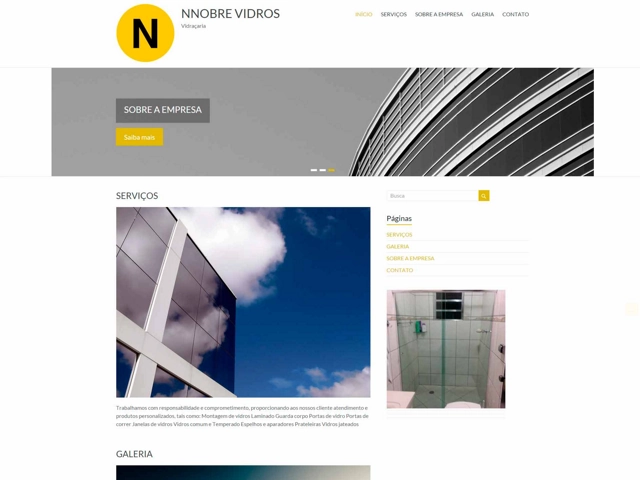 N
NNOBRE VIDROS
Vidraçaria
INÍCIO SERVIÇOS SOBRE A EMPRESA GALERIA CONTATO
SOBRE A EMPRESA
Saiba mais
SERVIÇOS
Trabalhamos com responsabilidade e comprometimento, proporcionando aos nossos cliente atendimento e
produtos personalizados, tais como: Montagem de vidros Laminado Guarda corpo Portas de vidro Portas de
correr Janelas de vidros Vidros comum e Temperado Espelhos e aparadores Prateleiras Vidros jateados
GALERIA
Busca
Páginas
SERVIÇOS
GALERIA
SOBRE A EMPRESA
CONTATO